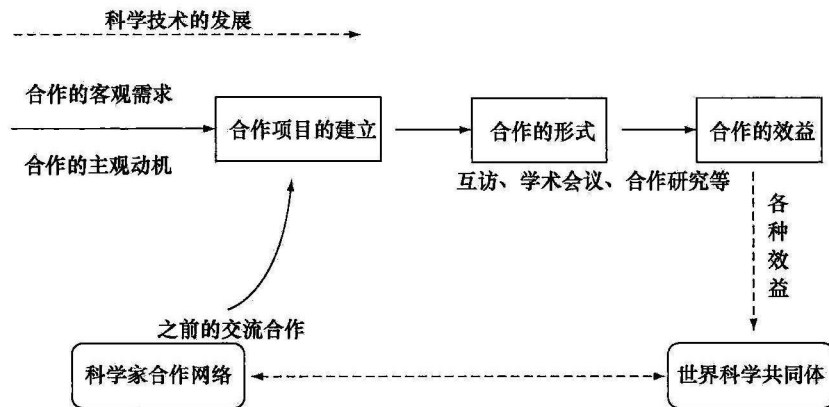 科学技术的发展
合作的客观需求
合作项目的建立
合作的形式
合作的效益
合作的主观动机
互访、学术会议、合作研究等
各种效益
之前的交流合作
科学家合作网络
世界科学共同体